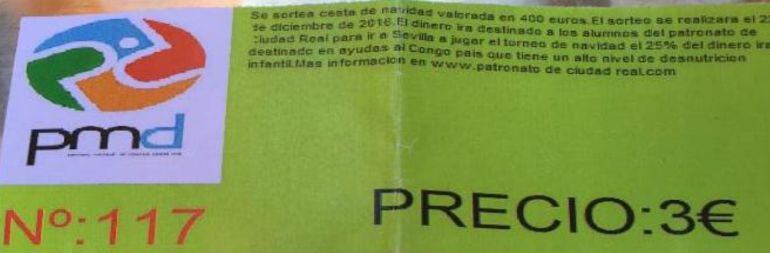 Se sortea cesta de navidad valorada en 400 euros.El sorteo se realizara el
de diciembre de 2016.El dinero ira destinado a los alumnos del patronato de
Ciudad Real para ir a Sevilla a jugar el torneo de navidad el 25% del dinero ira
destinado en ayudas al Congo pais que tiene un alto nivel de desnutricion
infantil.Mas informacion en www.patronato de ciudad real.com
pmd
Nº:117
PRECIO:3€